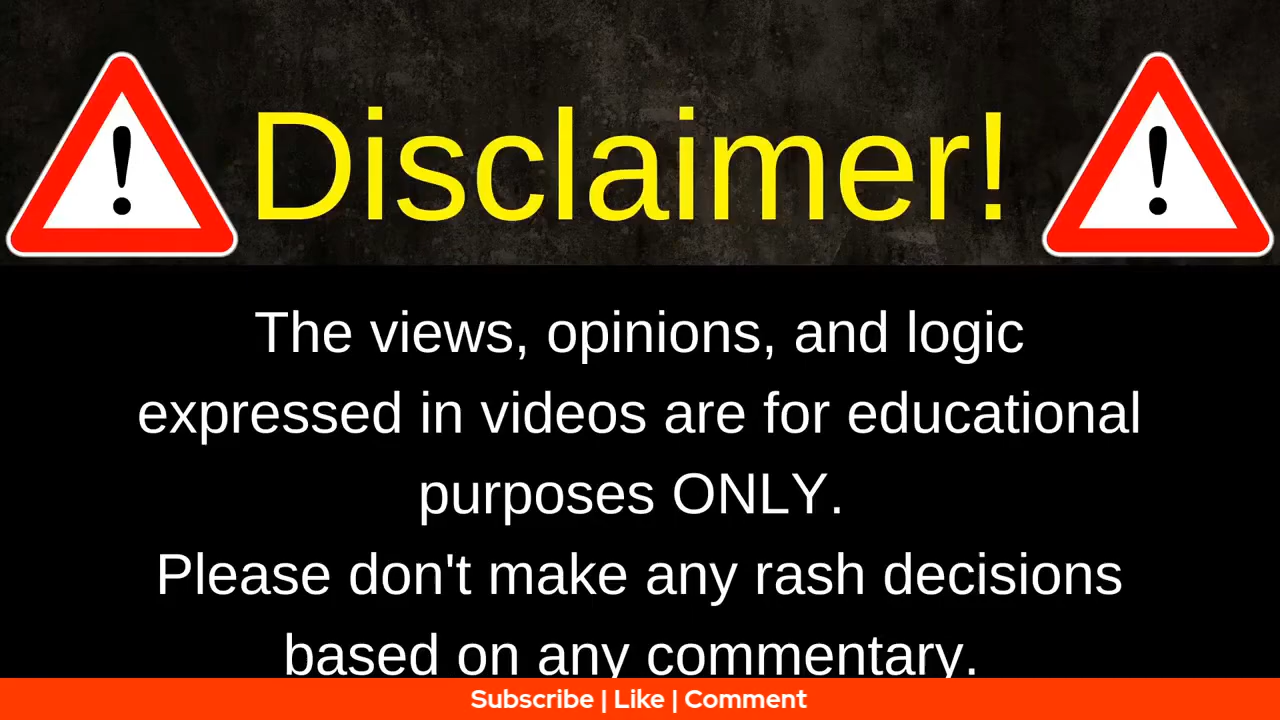 Disclaimer!
The views, opinions, and logic
expressed in videos are for educational
purposes ONLY.
Please don't make any rash decisions
based on any commentary.
Subscribe | Like | Comment